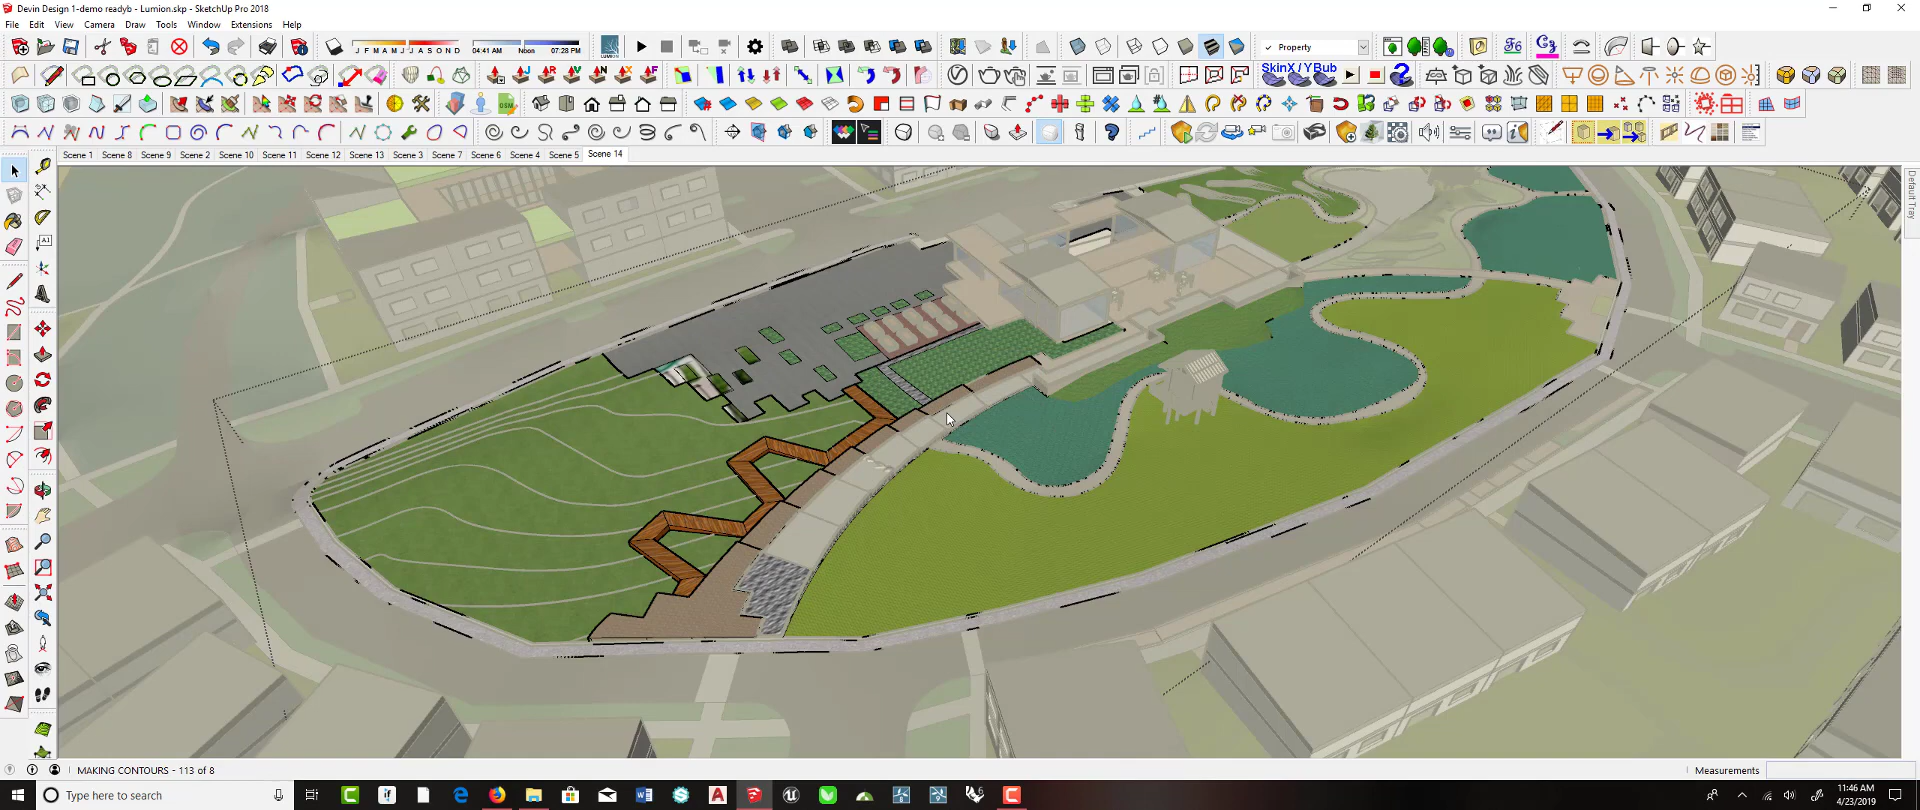 Devin Design 1-demo readyb - Lumion.skp - SketchUp Pro 2018
File Edit View Camera Draw Tools Window Extensions Help
J F M A M J J A S O N D 04:41 AM Noon 07:28 PM
LUMION
Property
SkinX / YBub
Scene 1 Scene 8 Scene 9 Scene 2 Scene 10 Scene 11 Scene 12 Scene 13 Scene 3 Scene 7 Scene 6 Scene 4 Scene 5 Scene 14
Default Tray
MAKING CONTOURS - 113 of 8
Measurements
Type here to search
11:46 AM
4/23/2019